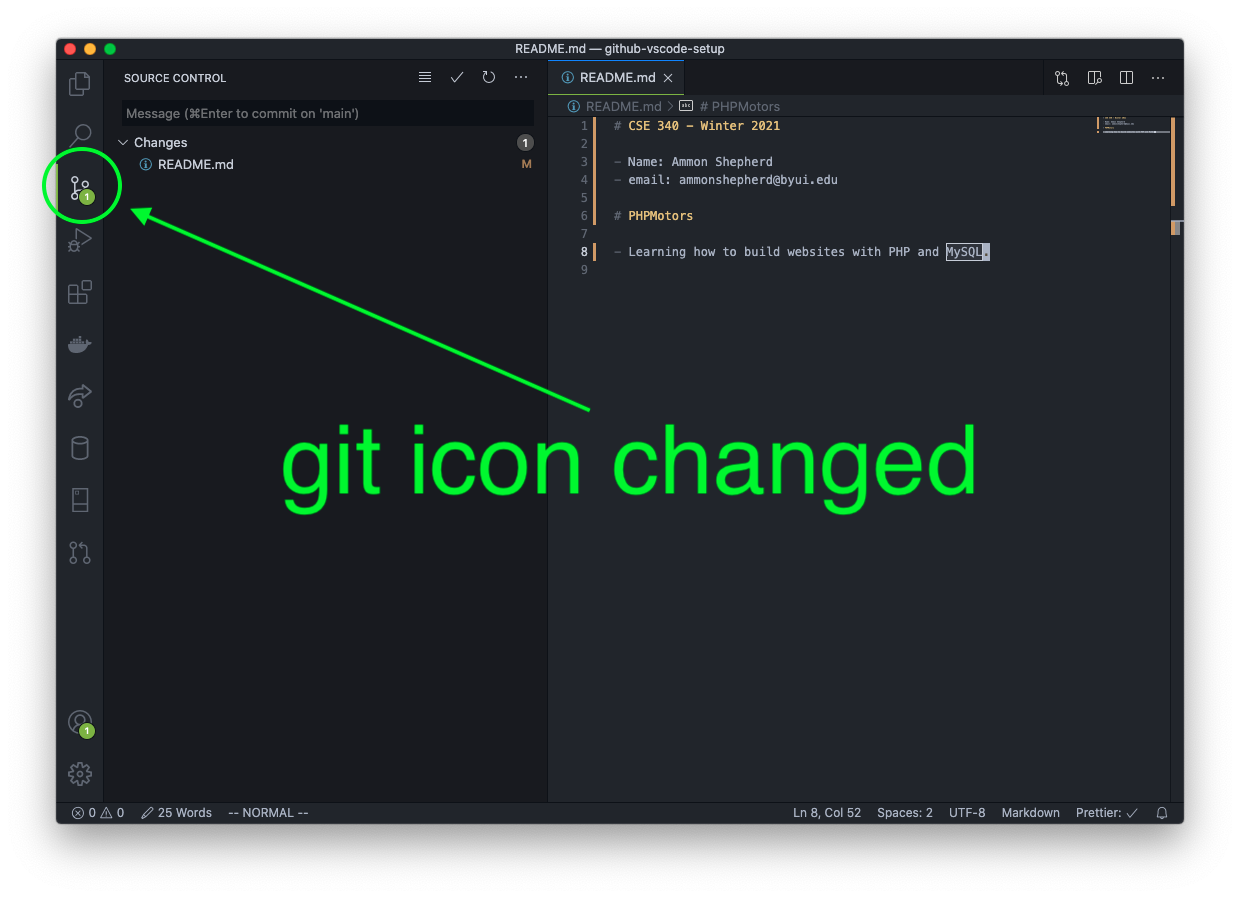 README.md — github-vscode-setup
SOURCE CONTROL
README.md
Message (⌘Enter to commit on 'main')
README.md > # PHPMotors
Changes 1
README.md M
1
1 # CSE 340 - Winter 2021
2
3 - Name: Ammon Shepherd
4 - email: ammonshepherd@byui.edu
5
6 # PHPMotors
7
8 - Learning how to build websites with PHP and MySQL.
9
git icon changed
1
0 0 25 Words -- NORMAL -- Ln 8, Col 52 Spaces: 2 UTF-8 Markdown Prettier: ✓